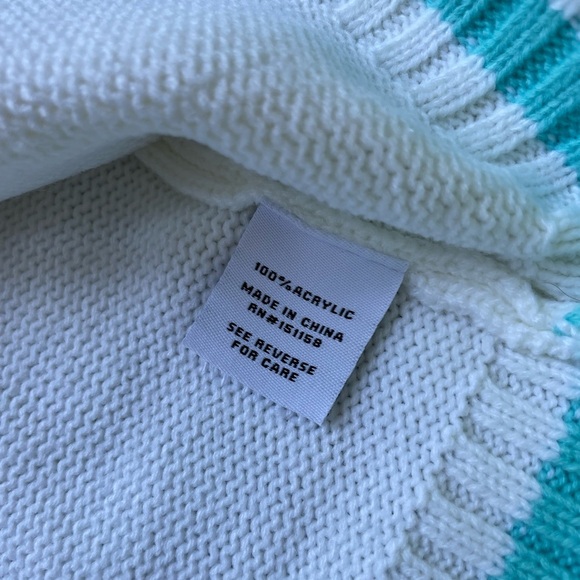 100% ACRYLIC
MADE IN CHINA
RN#151158
SEE REVERSE
FOR CARE